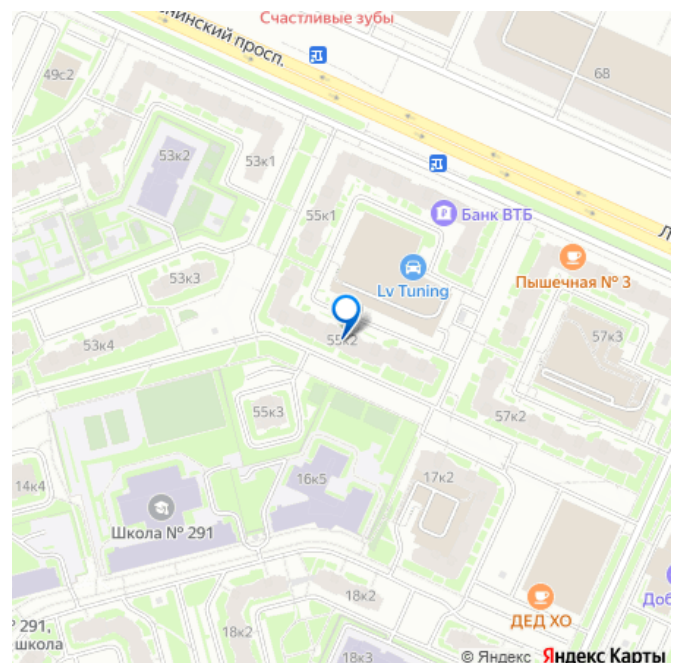 Счастливые зубы
нинский просп.
49с2
68
53к2
53к1
55к1
Банк ВТБ
Л
53к3
Lv Tuning
Пышечная № 3
53к4
55к2
57к3
55к3
57к2
14к4
16к5
17к2
Школа № 291
18к2
Доб
ДЕД ХО
° 291,
школа
18к2
18к3
© Яндекс Яндекс Карты